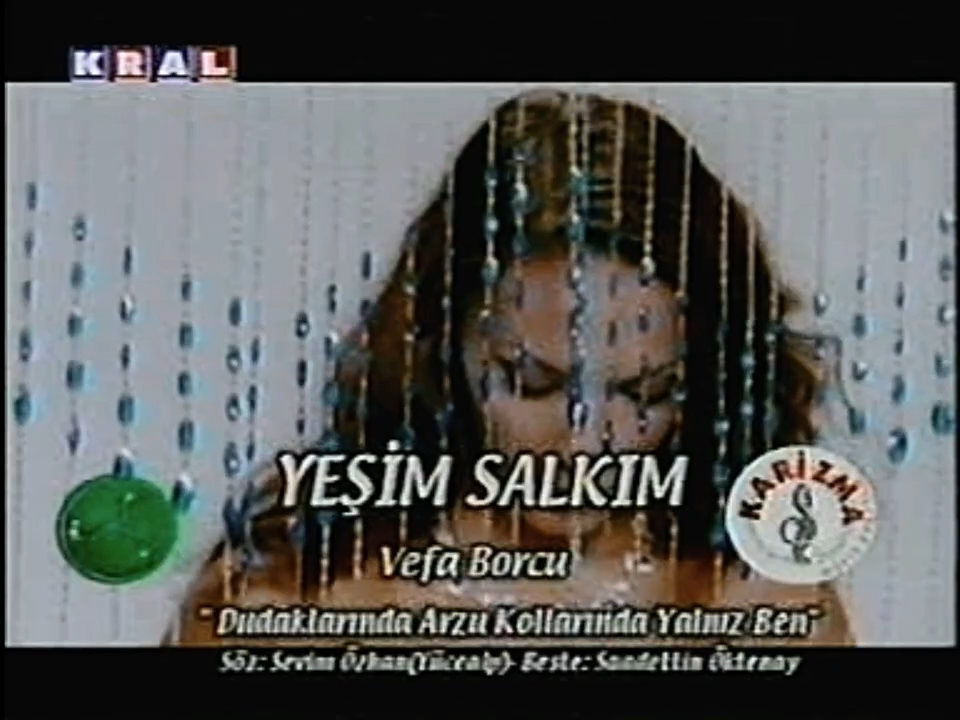 KRAL
YEŞİM SALKIM
KARİZMA
Vefa Borcu
"Dudaklarında Arzu Kollarında Yalnız Ben"
Söz: Sevim Özhan(Yücealp)- Beste: Saadettin Öktenay